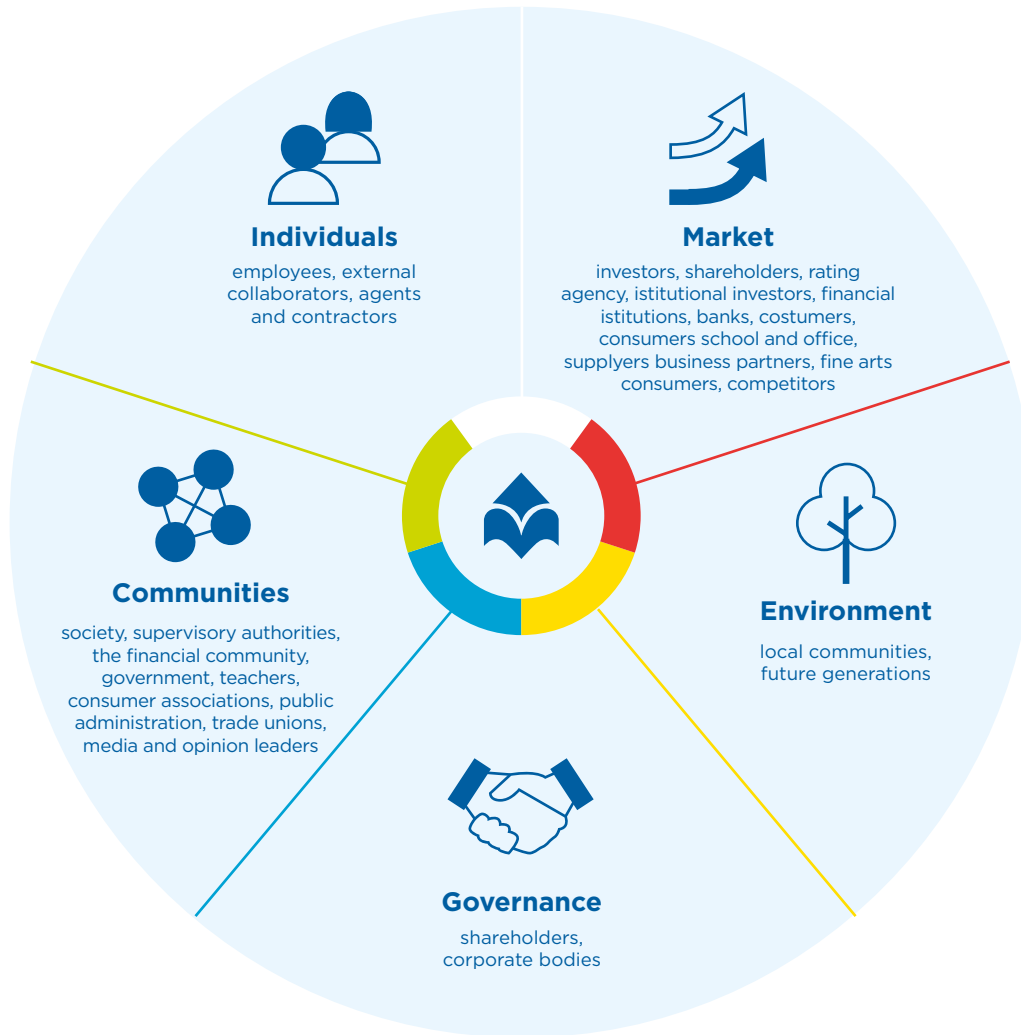 Individuals
employees, external
collaborators, agents
and contractors
Market
investors, shareholders, rating
agency, istitutional investors, financial
istitutions, banks, costumers,
consumers school and office,
supplyers business partners, fine arts
consumers, competitors
Communities
society, supervisory authorities,
the financial community,
government, teachers,
consumer associations, public
administration, trade unions,
media and opinion leaders
Environment
local communities,
future generations
Governance
shareholders,
corporate bodies